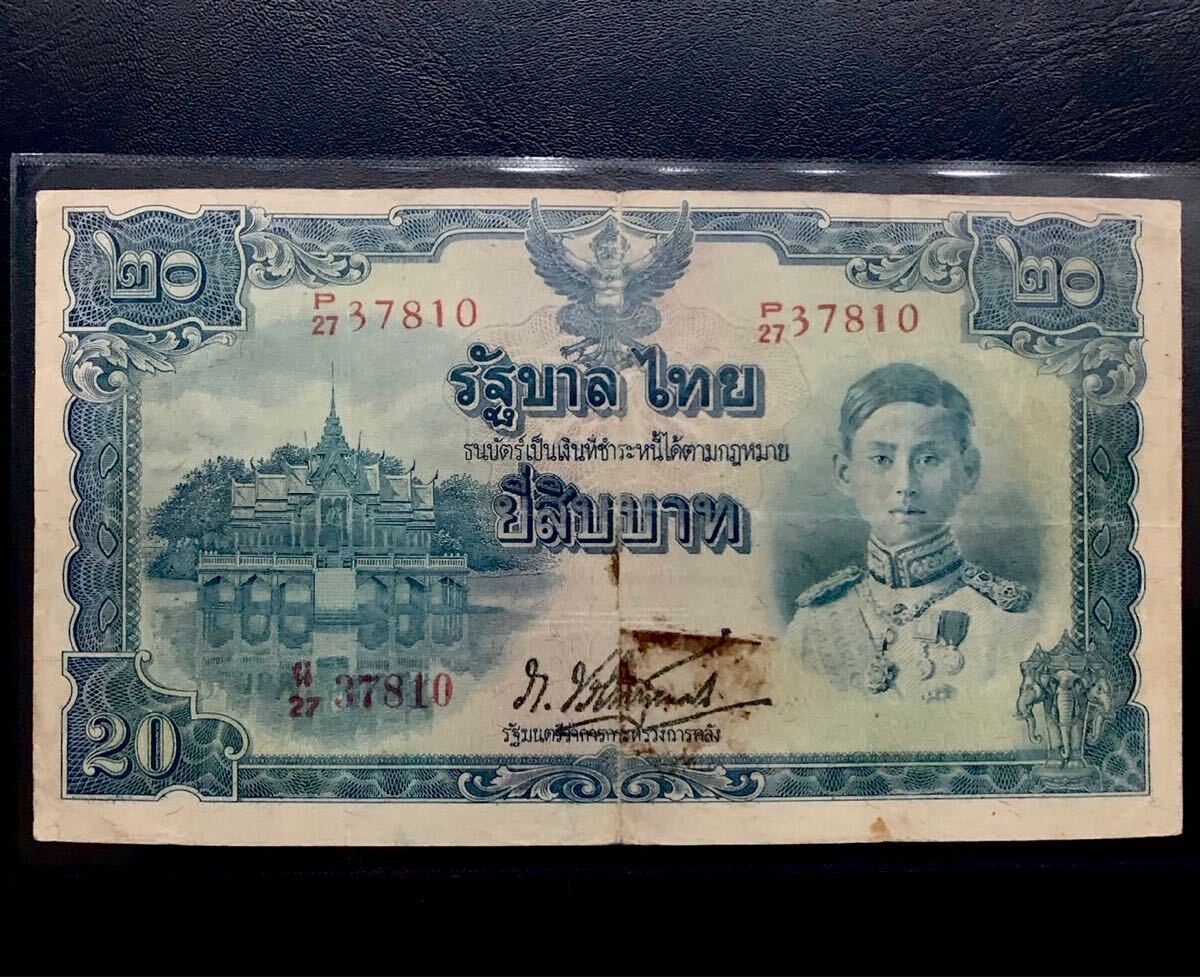 ๒๐ ๒๐
P/27 37810 P/27 37810
รัฐบาล ไทย
ธนบัตร์เป็นเงินที่ชำระหนี้ได้ตามกฎหมาย
ยี่สิบบาท
37810
รัฐมนตรีว่าการกระทรวงการคลัง
20